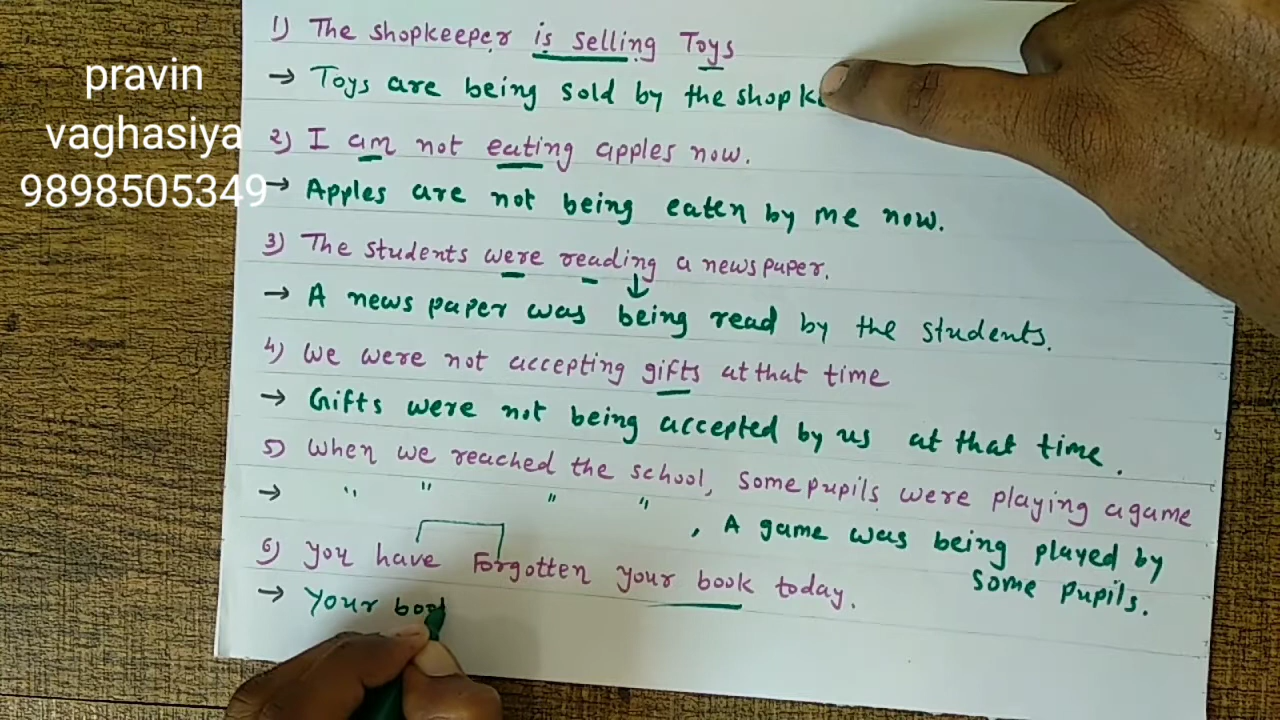 pravin
vaghasiya
9898505349
1) The shopkeeper is selling Toys
→ Toys are being sold by the shop
2) I am not eating apples now.
→ Apples are not being eaten by me now.
3) The students were reading a newspaper.
→ A news paper was being read by the students.
4) We were not accepting gifts at that time
→ Gifts were not being accepted by us at that time.
5) When we reached the school, some pupils were playing a game
→ " " " " , A game was being played by
some pupils.
6) You have Forgotten your book today.
→ Your